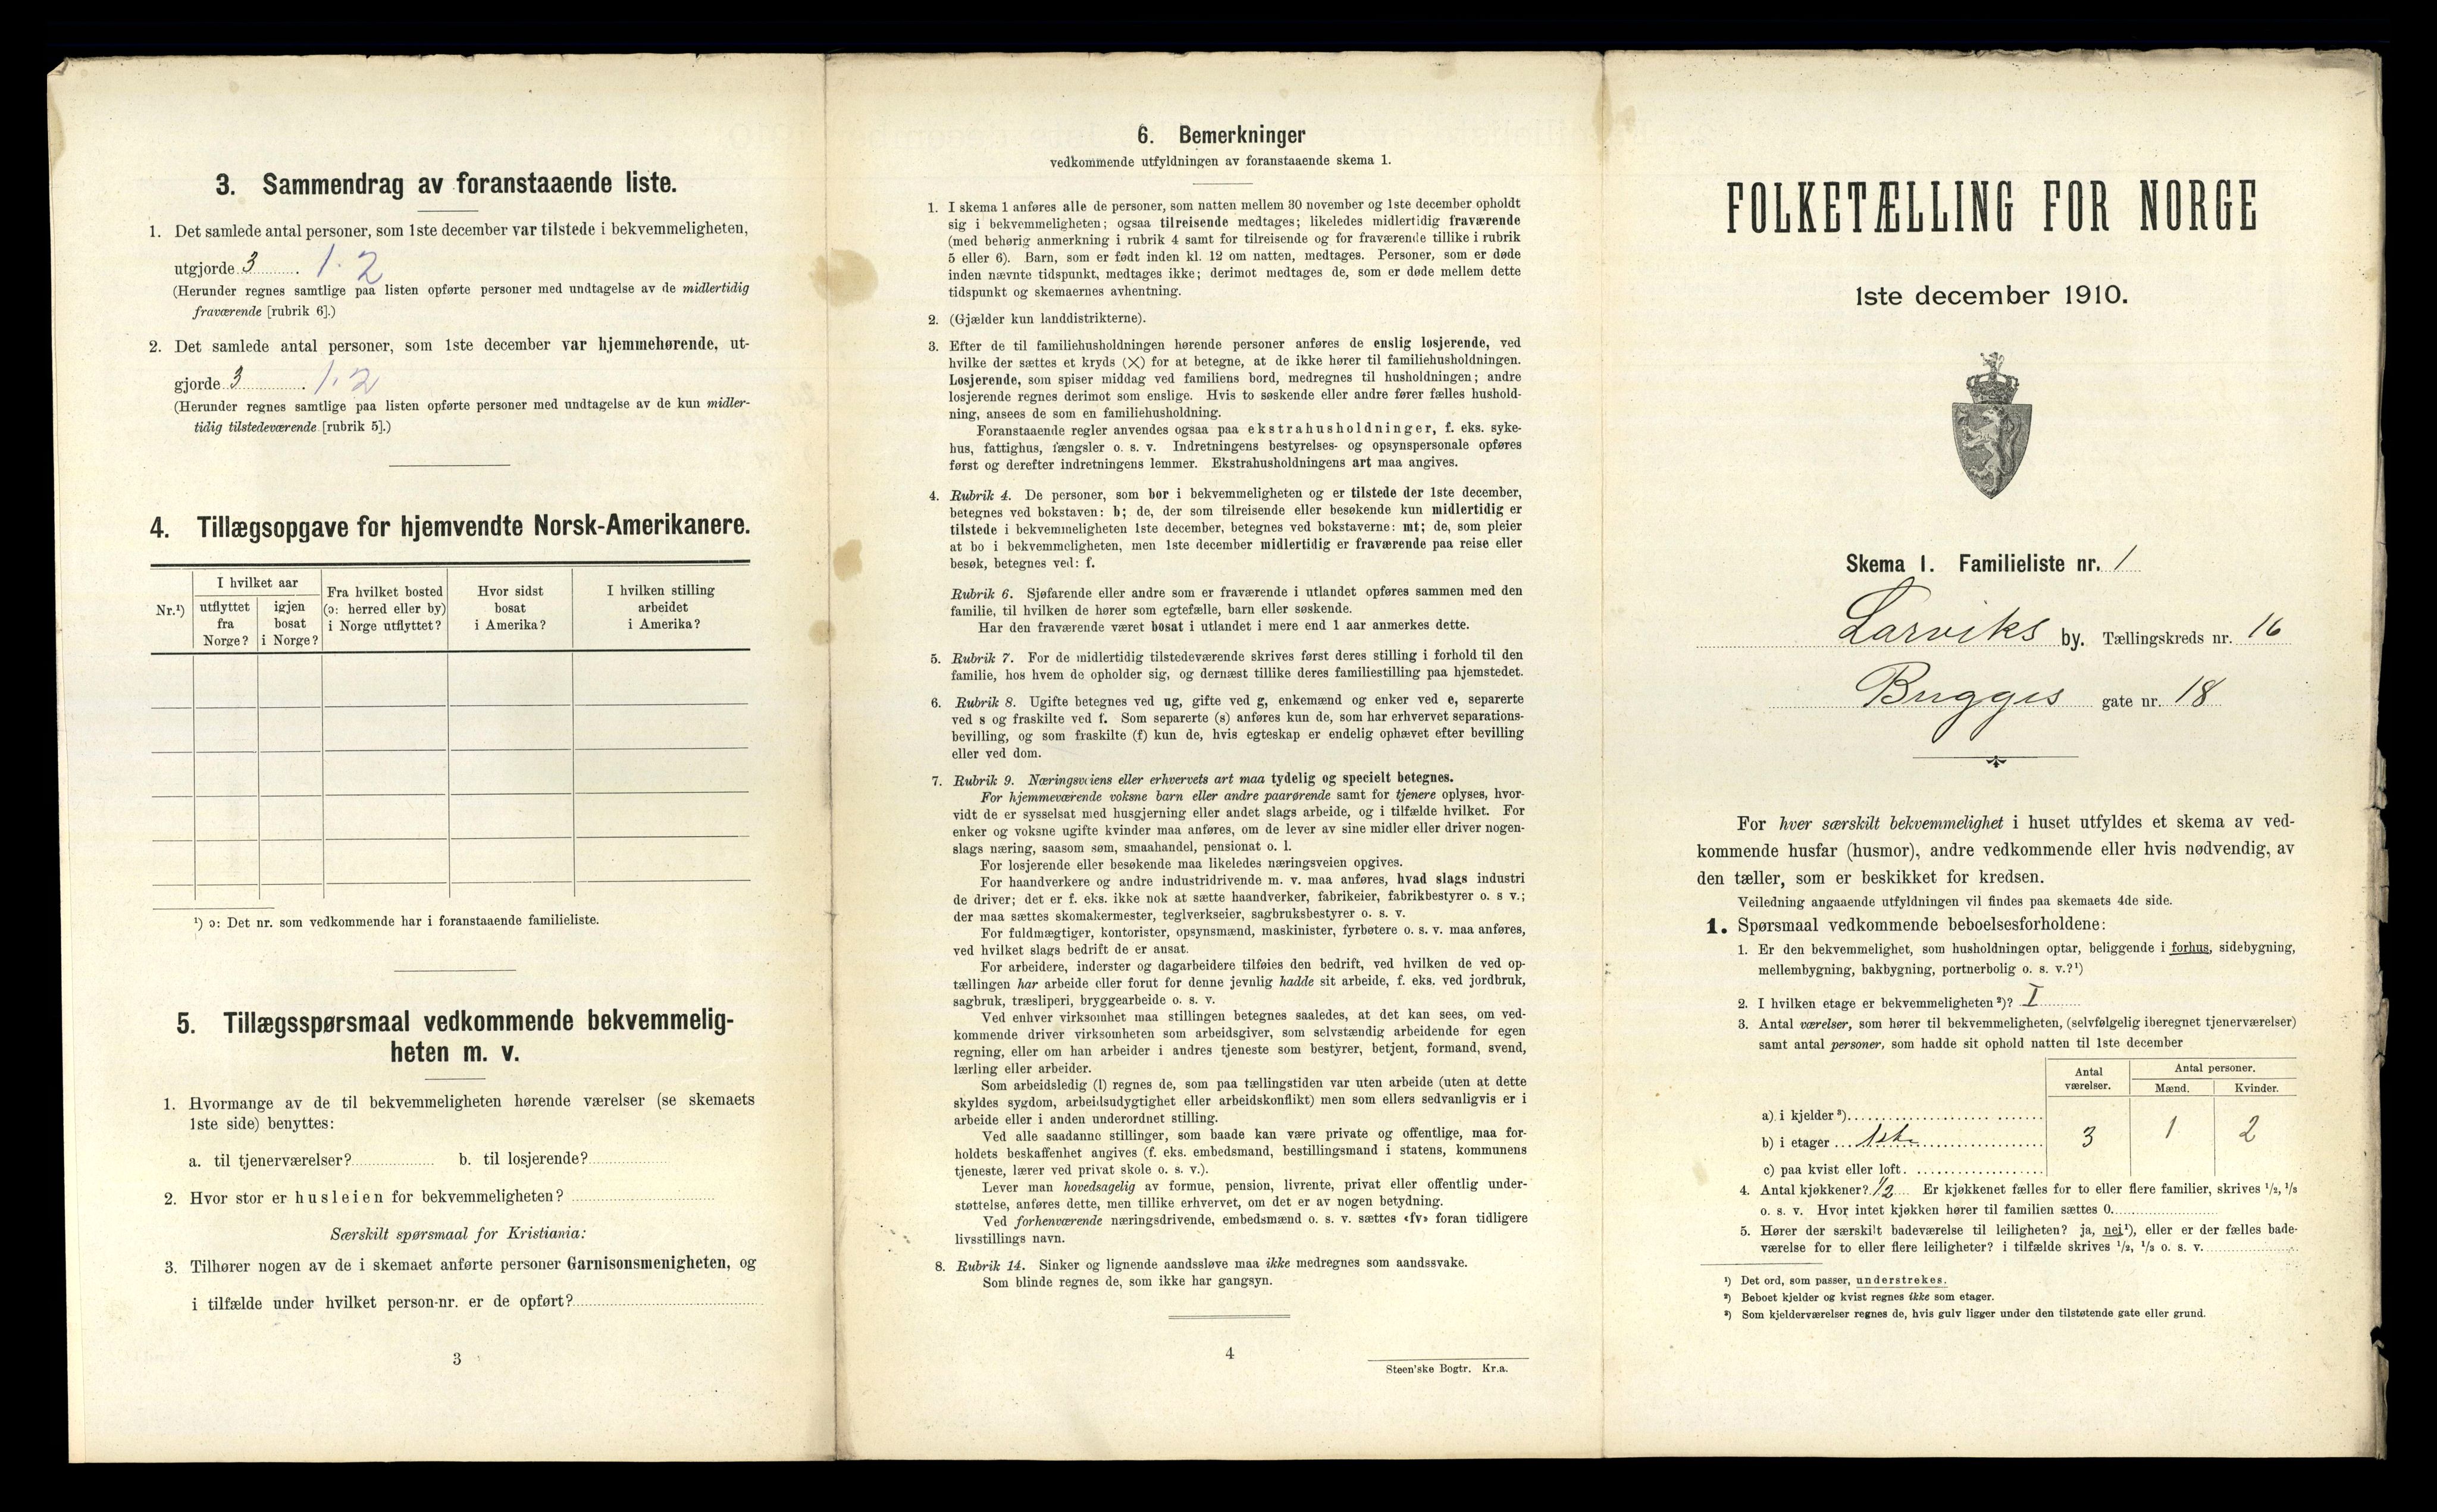 3. Sammendrag av foranstaaende liste.
1. Det samlede antal personer, som 1ste december var tilstede i bekvemmeligheten,
utgjorde 3 . 1·2
(Herunder regnes samtlige paa listen opførte personer med undtagelse av de midlertidig
fraværende [rubrik 6].)
2. Det samlede antal personer, som 1ste december var hjemmehørende, ut-
gjorde 3 . 1·2
(Herunder regnes samtlige paa listen opførte personer med undtagelse av de kun midler-
tidig tilstedeværende [rubrik 5].)
4. Tillægsopgave for hjemvendte Norsk-Amerikanere.
Nr.¹)
I hvilket aar
utflyttet
fra
Norge?
igjen
bosat
i Norge?
Fra hvilket bosted
(ɔ: herred eller by)
i Norge utflyttet?
Hvor sidst
bosat
i Amerika?
I hvilken stilling
arbeidet
i Amerika?
¹) ɔ: Det nr. som vedkommende har i foranstaaende familieliste.
5. Tillægsspørsmaal vedkommende bekvemmelig-
heten m. v.
1. Hvormange av de til bekvemmeligheten hørende værelser (se skemaets
1ste side) benyttes:
a. til tjenerværelser? b. til losjerende?
2. Hvor stor er husleien for bekvemmeligheten?
Særskilt spørsmaal for Kristiania:
3. Tilhører nogen av de i skemaet anførte personer Garnisonsmenigheten, og
i tilfælde under hvilket person-nr. er de opført?
3
6. Bemerkninger
vedkommende utfyldningen av foranstaaende skema 1.
1. I skema 1 anføres alle de personer, som natten mellem 30 november og 1ste december opholdt
sig i bekvemmeligheten; ogsaa tilreisende medtages; likeledes midlertidig fraværende
(med behørig anmerkning i rubrik 4 samt for tilreisende og for fraværende tillike i rubrik
5 eller 6). Barn, som er født inden kl. 12 om natten, medtages. Personer, som er døde
inden nævnte tidspunkt, medtages ikke; derimot medtages de, som er døde mellem dette
tidspunkt og skemaernes avhentning.
2. (Gjælder kun landdistrikterne).
3. Efter de til familiehusholdningen hørende personer anføres de enslig losjerende, ved
hvilke der sættes et kryds (×) for at betegne, at de ikke hører til familiehusholdningen.
Losjerende, som spiser middag ved familiens bord, medregnes til husholdningen; andre
losjerende regnes derimot som enslige. Hvis to søskende eller andre fører fælles hushold-
ning, ansees de som en familiehusholdning.
Foranstaaende regler anvendes ogsaa paa ekstrahusholdninger, f. eks. syke-
hus, fattighus, fængsler o. s. v. Indretningens bestyrelses- og opsynspersonale opføres
først og derefter indretningens lemmer. Ekstrahusholdningens art maa angives.
4. Rubrik 4. De personer, som bor i bekvemmeligheten og er tilstede der 1ste december,
betegnes ved bokstaven: b; de, der som tilreisende eller besøkende kun midlertidig er
tilstede i bekvemmeligheten 1ste december, betegnes ved bokstaverne: mt; de, som pleier
at bo i bekvemmeligheten, men 1ste december midlertidig er fraværende paa reise eller
besøk, betegnes ved: f.
Rubrik 6. Sjøfarende eller andre som er fraværende i utlandet opføres sammen med den
familie, til hvilken de hører som egtefælle, barn eller søskende.
Har den fraværende været bosat i utlandet i mere end 1 aar anmerkes dette.
5. Rubrik 7. For de midlertidig tilstedeværende skrives først deres stilling i forhold til den
familie, hos hvem de opholder sig, og dernæst tillike deres familiestilling paa hjemstedet.
6. Rubrik 8. Ugifte betegnes ved ug, gifte ved g, enkemænd og enker ved e, separerte
ved s og fraskilte ved f. Som separerte (s) anføres kun de, som har erhvervet separations-
bevilling, og som fraskilte (f) kun de, hvis egteskap er endelig ophævet efter bevilling
eller ved dom.
7. Rubrik 9. Næringsveiens eller erhvervets art maa tydelig og specielt betegnes.
For hjemmeværende voksne barn eller andre paarørende samt for tjenere oplyses, hvor-
vidt de er sysselsat med husgjerning eller andet slags arbeide, og i tilfælde hvilket. For
enker og voksne ugifte kvinder maa anføres, om de lever av sine midler eller driver nogen-
slags næring, saasom søm, smaahandel, pensionat o. l.
For losjerende eller besøkende maa likeledes næringsveien opgives.
For haandverkere og andre industridrivende m. v. maa anføres, hvad slags industri
de driver; det er f. eks. ikke nok at sætte haandverker, fabrikeier, fabrikbestyrer o. s v.;
der maa sættes skomakermester, teglverkseier, sagbruksbestyrer o. s. v.
For fuldmægtiger, kontorister, opsynsmænd, maskinister, fyrbøtere o. s. v. maa anføres,
ved hvilket slags bedrift de er ansat.
For arbeidere, inderster og dagarbeidere tilføies den bedrift, ved hvilken de ved op-
tællingen har arbeide eller forut for denne jevnlig hadde sit arbeide, f. eks. ved jordbruk,
sagbruk, træsliperi, bryggearbeide o. s. v.
Ved enhver virksomhet maa stillingen betegnes saaledes, at det kan sees, om ved-
kommende driver virksomheten som arbeidsgiver, som selvstændig arbeidende for egen
regning, eller om han arbeider i andres tjeneste som bestyrer, betjent, formand, svend,
lærling eller arbeider.
Som arbeidsledig (l) regnes de, som paa tællingstiden var uten arbeide (uten at dette
skyldes sygdom, arbeidsudygtighet eller arbeidskonflikt) men som ellers sedvanligvis er i
arbeide eller i anden underordnet stilling.
Ved alle saadanne stillinger, som baade kan være private og offentlige, maa for-
holdets beskaffenhet angives (f. eks. embedsmand, bestillingsmand i statens, kommunens
tjeneste, lærer ved privat skole o. s. v.).
Lever man hovedsagelig av formue, pension, livrente, privat eller offentlig under-
støttelse, anføres dette, men tillike erhvervet, om det er av nogen betydning.
Ved forhenværende næringsdrivende, embedsmænd o. s. v. sættes «fv» foran tidligere
livsstillings navn.
8. Rubrik 14. Sinker og lignende aandssløve maa ikke medregnes som aandssvake.
Som blinde regnes de, som ikke har gangsyn.
4
Steen'ske Bogtr. Kr.a.
FOLKETÆLLING FOR NORGE
1ste december 1910.
Skema 1. Familieliste nr. 1
Larviks by. Tællingskreds nr. 16
Brugges gate nr. 18
For hver særskilt bekvemmelighet i huset utfyldes et skema av ved-
kommende husfar (husmor), andre vedkommende eller hvis nødvendig, av
den tæller, som er beskikket for kredsen.
Veiledning angaaende utfyldningen vil findes paa skemaets 4de side.
1. Spørsmaal vedkommende beboelsesforholdene:
1. Er den bekvemmelighet, som husholdningen optar, beliggende i forhus, sidebygning,
mellembygning, bakbygning, portnerbolig o. s. v.?¹)
2. I hvilken etage er bekvemmeligheten²)? I
3. Antal værelser, som hører til bekvemmeligheten, (selvfølgelig iberegnet tjenerværelser)
samt antal personer, som hadde sit ophold natten til 1ste december
Antal
værelser.
Antal personer.
Mænd. Kvinder.
a) i kjelder³)
b) i etager 1ste 3 1 2
c) paa kvist eller loft
4. Antal kjøkkener? 1/2 Er kjøkkenet fælles for to eller flere familier, skrives ¹/₂, ¹/₃
o. s. v. Hvor intet kjøkken hører til familien sættes 0.
5. Hører der særskilt badeværelse til leiligheten? ja, nej¹), eller er der fælles bade-
værelse for to eller flere leiligheter? i tilfælde skrives ¹/₂, ¹/₃ o. s. v.
¹) Det ord, som passer, understrekes.
²) Beboet kjelder og kvist regnes ikke som etager.
³) Som kjelderværelser regnes de, hvis gulv ligger under den tilstøtende gate eller grund.